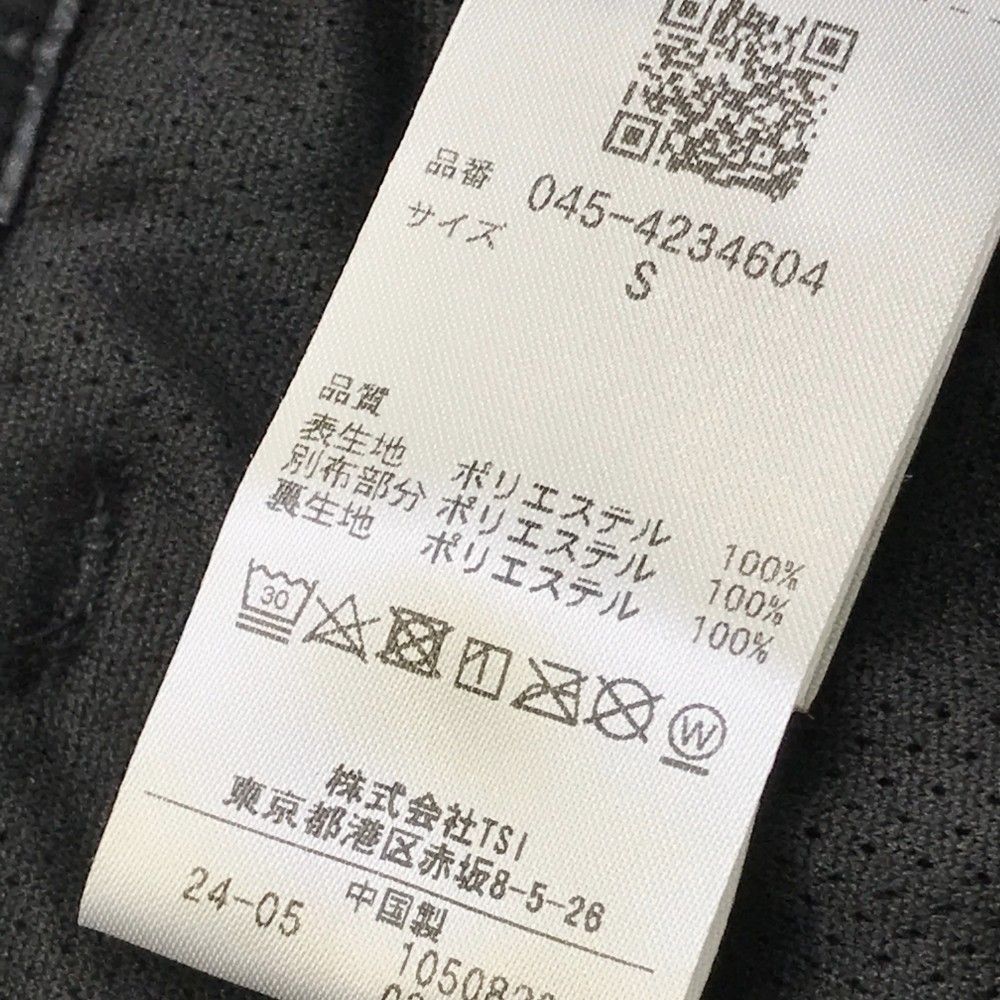 品番 045-4234604
サイズ S
品質
表生地 ポリエステル 100%
別布部分 ポリエステル 100%
裏生地 ポリエステル 100%
30
W
株式会社TSI
東京都港区赤坂8-5-26
24-05 中国製